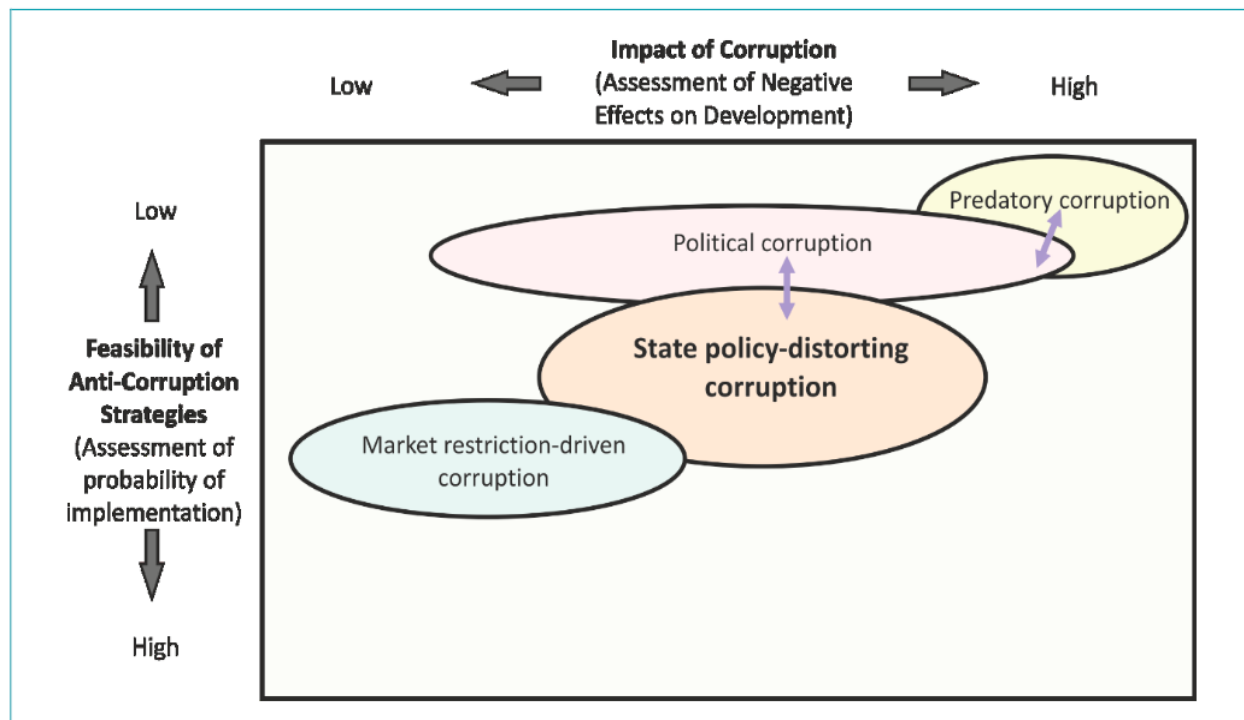 Impact of Corruption
(Assessment of Negative
Effects on Development)
Low
High
Low
Feasibility of
Anti-Corruption
Strategies
(Assessment of
probability of
implementation)
High
Predatory corruption
Political corruption
State policy-distorting
corruption
Market restriction-driven
corruption